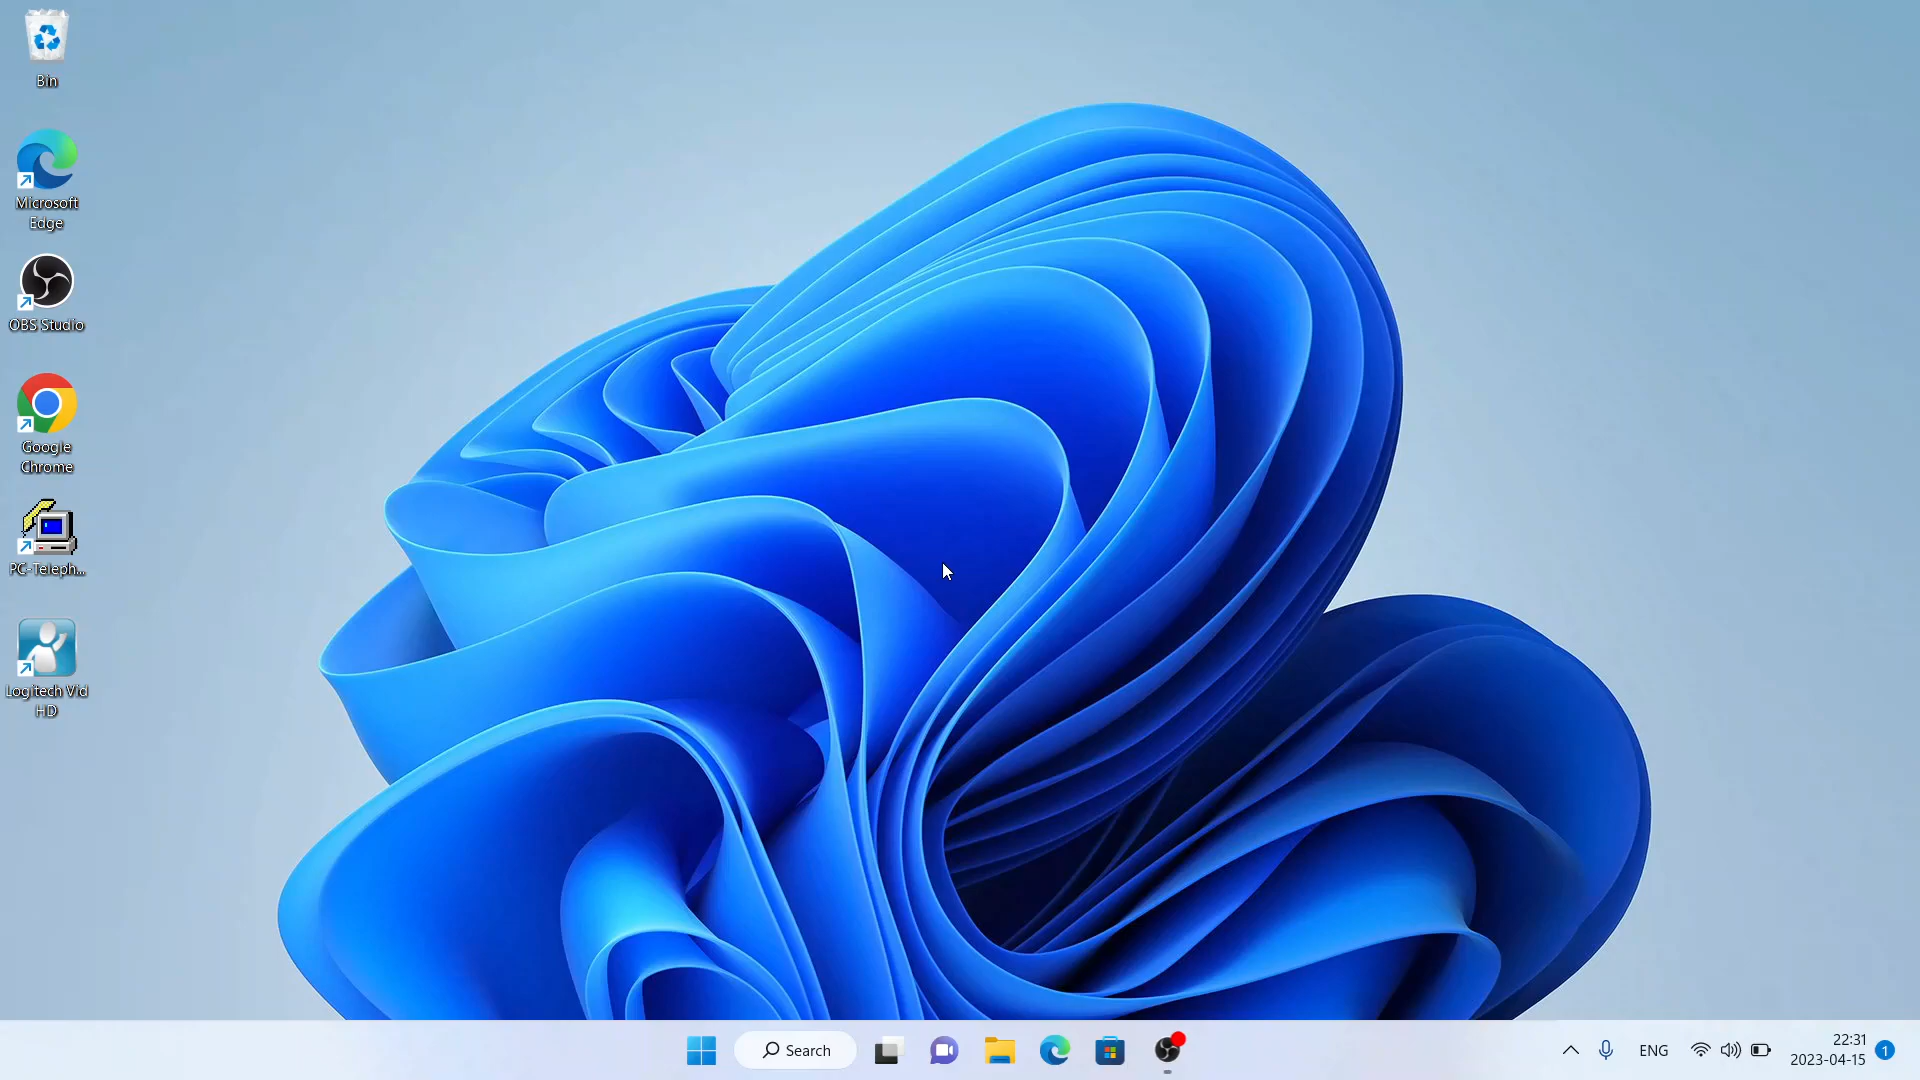 Bin
Microsoft
Edge
OBS Studio
Google
Chrome
PC-Teleph...
Logitech Vid
HD
Search
ENG
22:31
2023-04-15
1